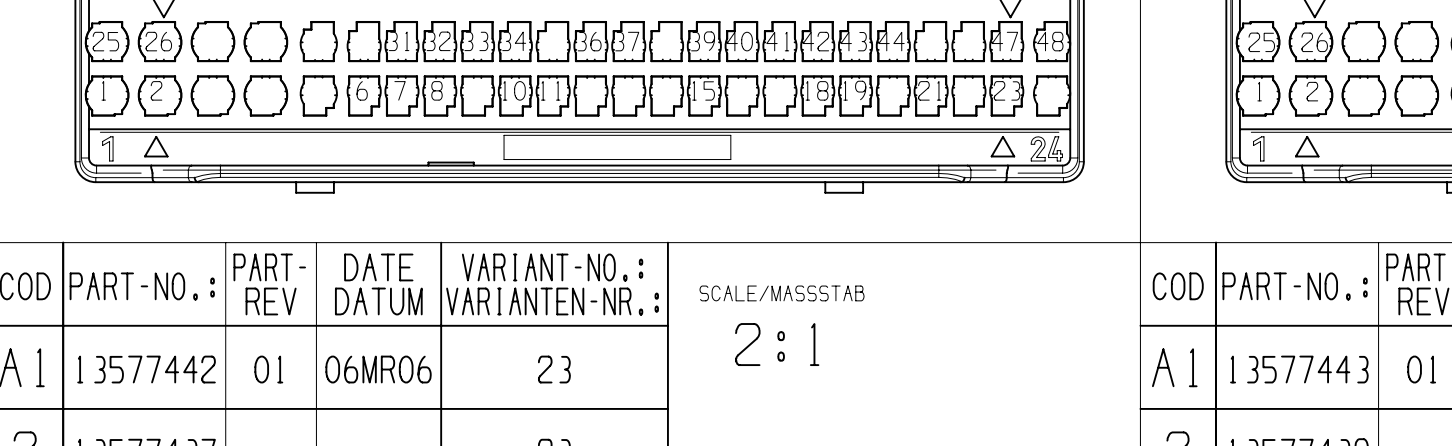 25 26 31 32 33 34 36 37 39 40 41 42 43 44 47 48
1 2 6 7 8 10 11 15 18 19 21 23
1 24
COD PART-NO.: PART-REV DATE DATUM VARIANT-NO.: VARIANTEN-NR.:
A1 13577442 01 06MR06 23
SCALE/MASSSTAB
2:1
25 26
1 2
1
COD PART-NO.: PART REV
A1 13577443 01